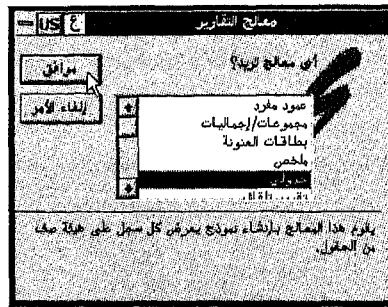 معالج التقارير
US ع
أي معالج تريد؟
موافق
إلغاء الأمر
عمود مفرد
مجموعات/إجماليات
بطاقات العنونة
ملخص
جدولي
يقوم هذا المعالج بإنشاء نموذج يعرض كل سجل على هيئة صف
من الحقول.